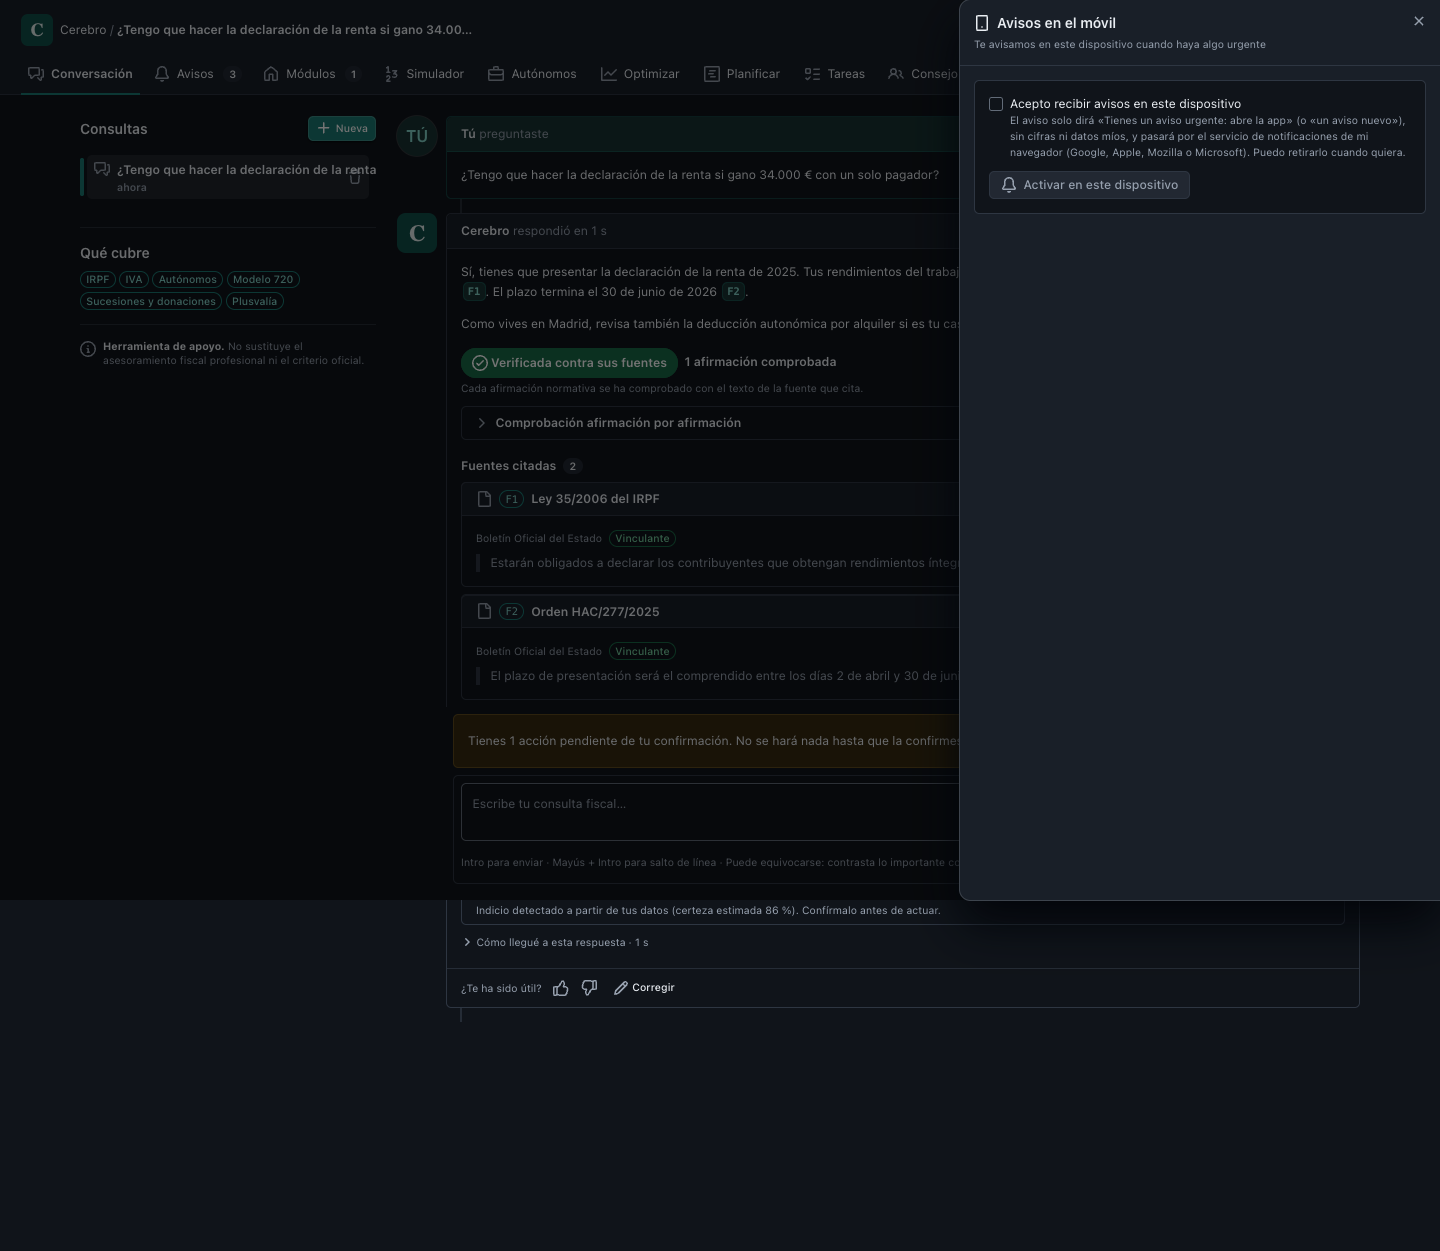 C
Cerebro / ¿Tengo que hacer la declaración de la renta si gano 34.00...
Conversación
Avisos 3
Módulos 1
Simulador
Autónomos
Optimizar
Planificar
Tareas
Consejo
Consultas
Nueva
¿Tengo que hacer la declaración de la renta
ahora
Qué cubre
IRPF
IVA
Autónomos
Modelo 720
Sucesiones y donaciones
Plusvalía
Herramienta de apoyo. No sustituye el
asesoramiento fiscal profesional ni el criterio oficial.
TÚ
Tú preguntaste
¿Tengo que hacer la declaración de la renta si gano 34.000 € con un solo pagador?
C
Cerebro respondió en 1 s
Sí, tienes que presentar la declaración de la renta de 2025. Tus rendimientos del trabaj
F1. El plazo termina el 30 de junio de 2026 F2.
Como vives en Madrid, revisa también la deducción autonómica por alquiler si es tu cas
Verificada contra sus fuentes
1 afirmación comprobada
Cada afirmación normativa se ha comprobado con el texto de la fuente que cita.
Comprobación afirmación por afirmación
Fuentes citadas 2
F1 Ley 35/2006 del IRPF
Boletín Oficial del Estado Vinculante
Estarán obligados a declarar los contribuyentes que obtengan rendimientos ínteg
F2 Orden HAC/277/2025
Boletín Oficial del Estado Vinculante
El plazo de presentación será el comprendido entre los días 2 de abril y 30 de jun
Tienes 1 acción pendiente de tu confirmación. No se hará nada hasta que la confirmes
Escribe tu consulta fiscal...
Intro para enviar · Mayús + Intro para salto de línea · Puede equivocarse: contrasta lo importante co
Indicio detectado a partir de tus datos (certeza estimada 86 %). Confírmalo antes de actuar.
Cómo llegué a esta respuesta · 1 s
¿Te ha sido útil?
Corregir
Avisos en el móvil
Te avisamos en este dispositivo cuando haya algo urgente
Acepto recibir avisos en este dispositivo
El aviso solo dirá «Tienes un aviso urgente: abre la app» (o «un aviso nuevo»),
sin cifras ni datos míos, y pasará por el servicio de notificaciones de mi
navegador (Google, Apple, Mozilla o Microsoft). Puedo retirarlo cuando quiera.
Activar en este dispositivo